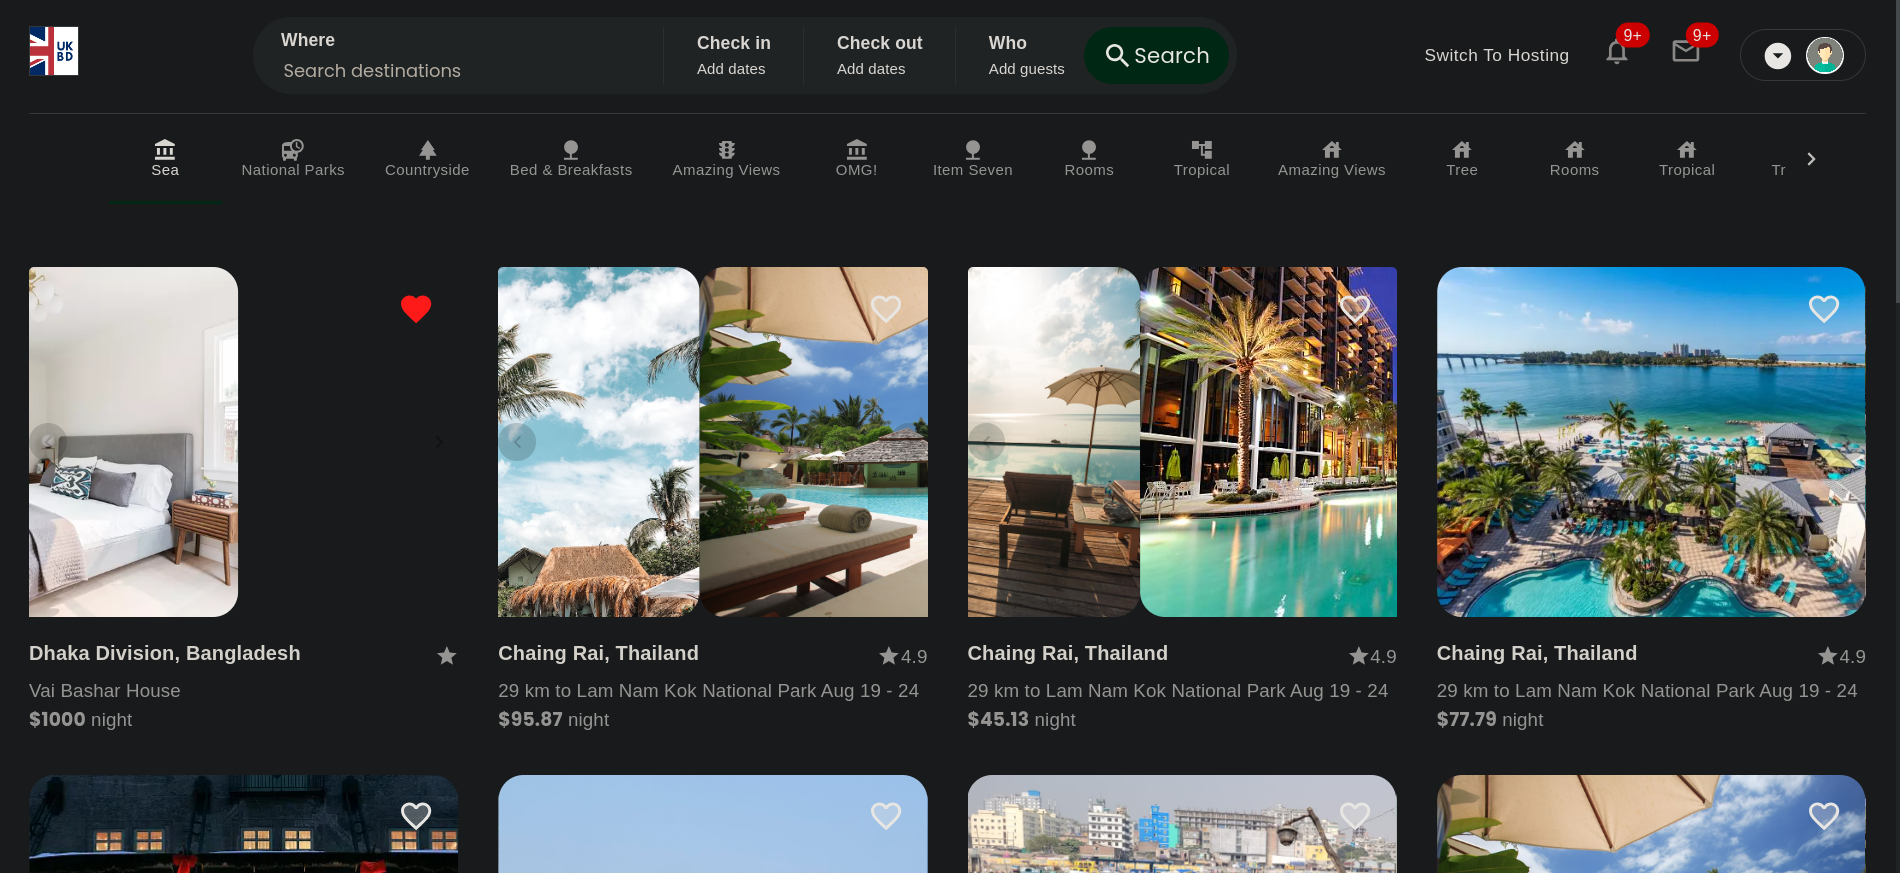 UK
BD
Where
Search destinations
Check in
Add dates
Check out
Add dates
Who
Add guests
Search
Switch To Hosting
9+
9+
Sea
National Parks
Countryside
Bed & Breakfasts
Amazing Views
OMG!
Item Seven
Rooms
Tropical
Amazing Views
Tree
Rooms
Tropical
Tr
Dhaka Division, Bangladesh
Vai Bashar House
$1000 night
Chaing Rai, Thailand
4.9
29 km to Lam Nam Kok National Park Aug 19 - 24
$95.87 night
Chaing Rai, Thailand
4.9
29 km to Lam Nam Kok National Park Aug 19 - 24
$45.13 night
Chaing Rai, Thailand
4.9
29 km to Lam Nam Kok National Park Aug 19 - 24
$77.79 night